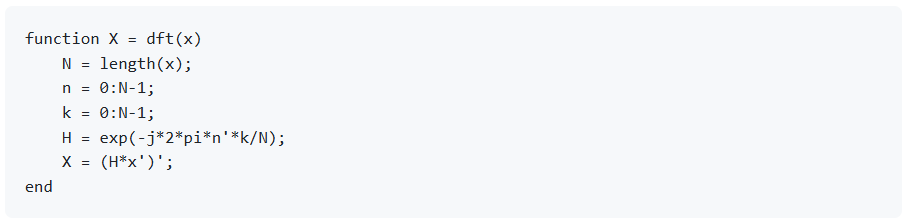 function X = dft(x)
    N = length(x);
    n = 0:N-1;
    k = 0:N-1;
    H = exp(-j*2*pi*n'*k/N);
    X = (H*x')';
end